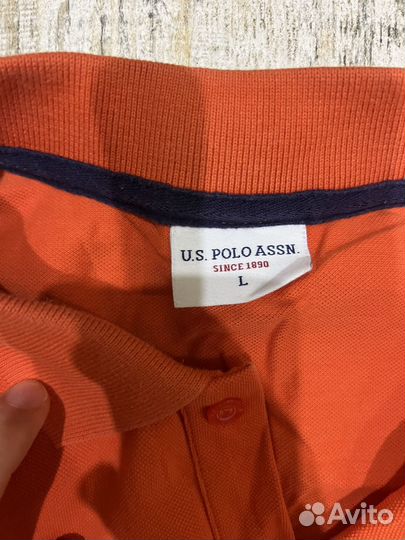 U.S. POLO ASSN.
SINCE 1890
L
Avito